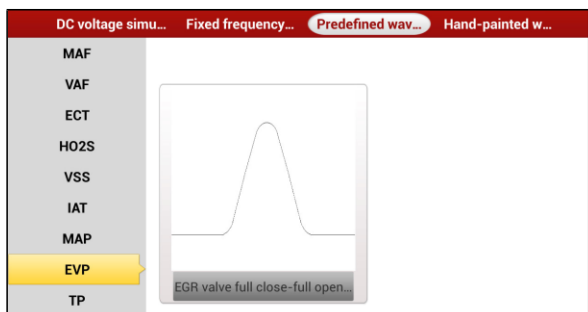 DC voltage simu... Fixed frequency... Predefined wav... Hand-painted w...
MAF
VAF
ECT
HO2S
VSS
IAT
MAP
EVP
TP
EGR valve full close-full open...